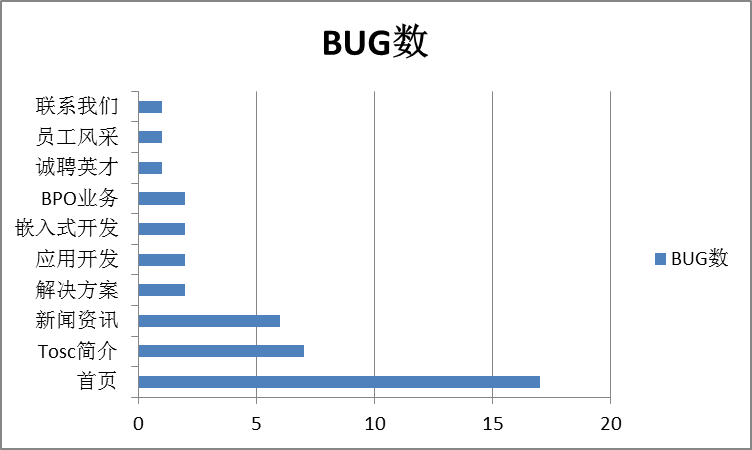 BUG数
联系我们
员工风采
诚聘英才
BPO业务
嵌入式开发
应用开发
解决方案
新闻资讯
Tosc简介
首页
0 5 10 15 20
BUG数